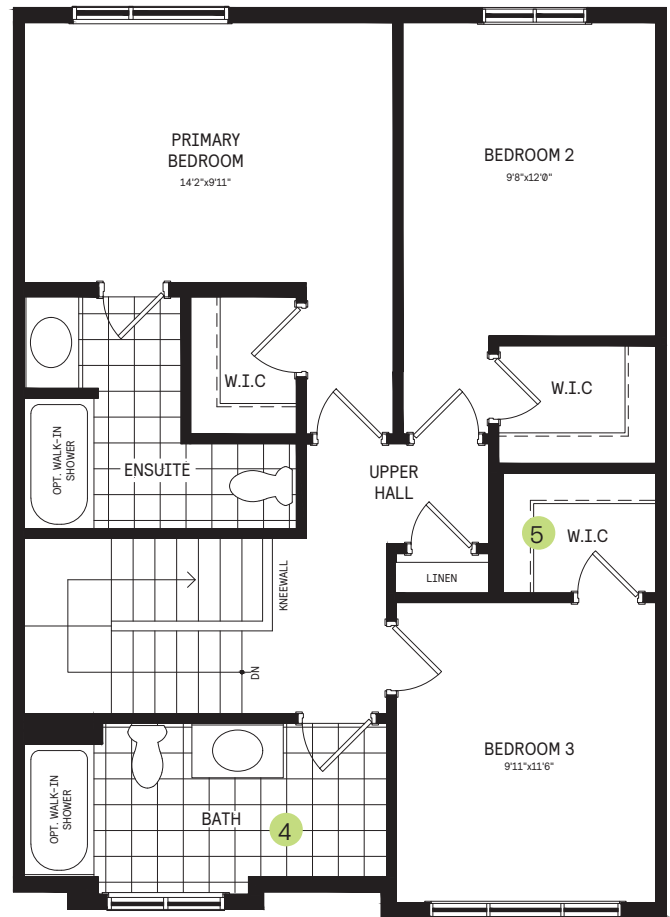 PRIMARY
BEDROOM
14'2"x9'11"
BEDROOM 2
9'8"x12'0"
W.I.C
W.I.C
OPT. WALK-IN
SHOWER
ENSUITE
UPPER
HALL
5
W.I.C
LINEN
KNEEWALL
DN
BEDROOM 3
9'11"x11'6"
OPT. WALK-IN
SHOWER
BATH
4